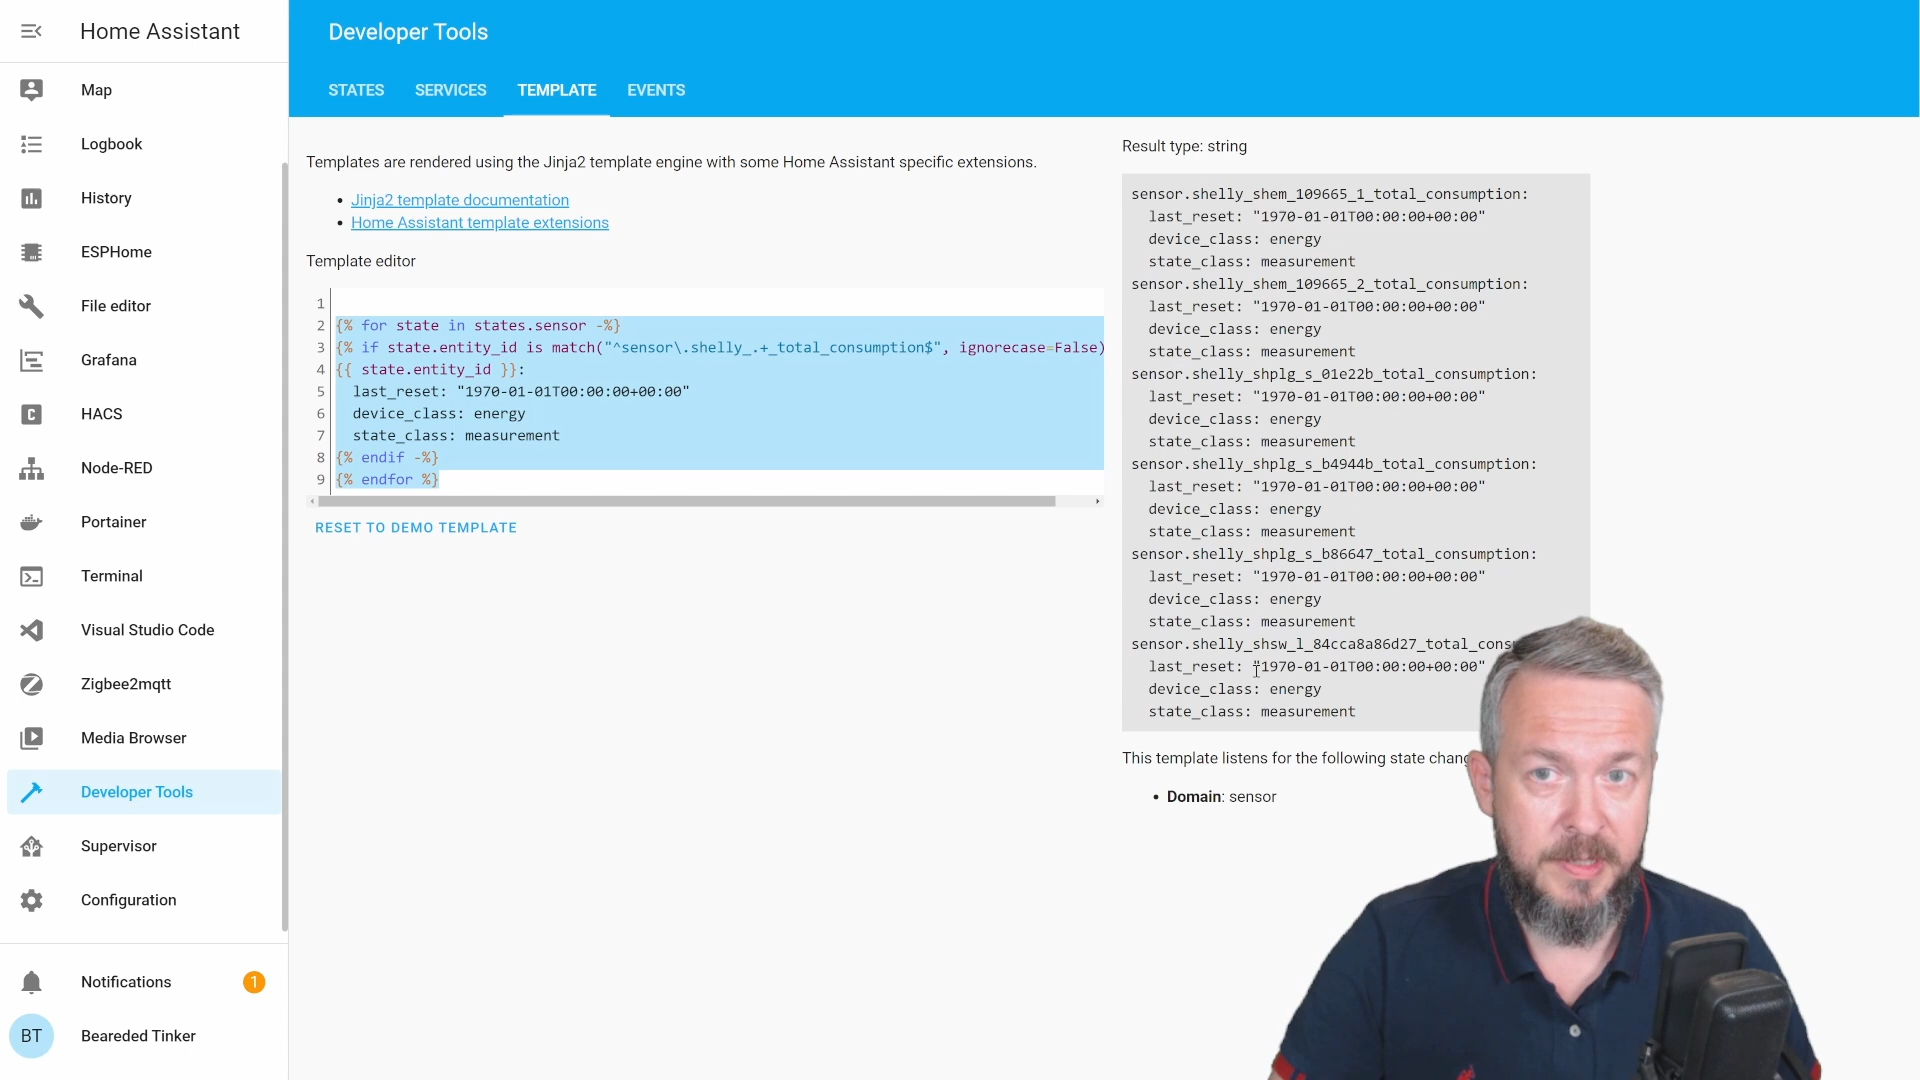 Home Assistant
Map
Logbook
History
ESPHome
File editor
Grafana
HACS
Node-RED
Portainer
Terminal
Visual Studio Code
Zigbee2mqtt
Media Browser
Developer Tools
Supervisor
Configuration
Notifications
1
BT
Beareded Tinker
Developer Tools
STATES SERVICES TEMPLATE EVENTS
Templates are rendered using the Jinja2 template engine with some Home Assistant specific extensions.
• Jinja2 template documentation
• Home Assistant template extensions
Template editor
1
2 {% for state in states.sensor -%}
3 {% if state.entity_id is match("^sensor\.shelly_.+_total_consumption$", ignorecase=False)
4 {{ state.entity_id }}:
5 last_reset: "1970-01-01T00:00:00+00:00"
6 device_class: energy
7 state_class: measurement
8 {% endif -%}
9 {% endfor %}
RESET TO DEMO TEMPLATE
Result type: string
sensor.shelly_shem_109665_1_total_consumption:
last_reset: "1970-01-01T00:00:00+00:00"
device_class: energy
state_class: measurement
sensor.shelly_shem_109665_2_total_consumption:
last_reset: "1970-01-01T00:00:00+00:00"
device_class: energy
state_class: measurement
sensor.shelly_shplg_s_01e22b_total_consumption:
last_reset: "1970-01-01T00:00:00+00:00"
device_class: energy
state_class: measurement
sensor.shelly_shplg_s_b4944b_total_consumption:
last_reset: "1970-01-01T00:00:00+00:00"
device_class: energy
state_class: measurement
sensor.shelly_shplg_s_b86647_total_consumption:
last_reset: "1970-01-01T00:00:00+00:00"
device_class: energy
state_class: measurement
sensor.shelly_shsw_l_84cca8a86d27_total_cons
last_reset: "1970-01-01T00:00:00+00:00"
device_class: energy
state_class: measurement
This template listens for the following state chang
• Domain: sensor